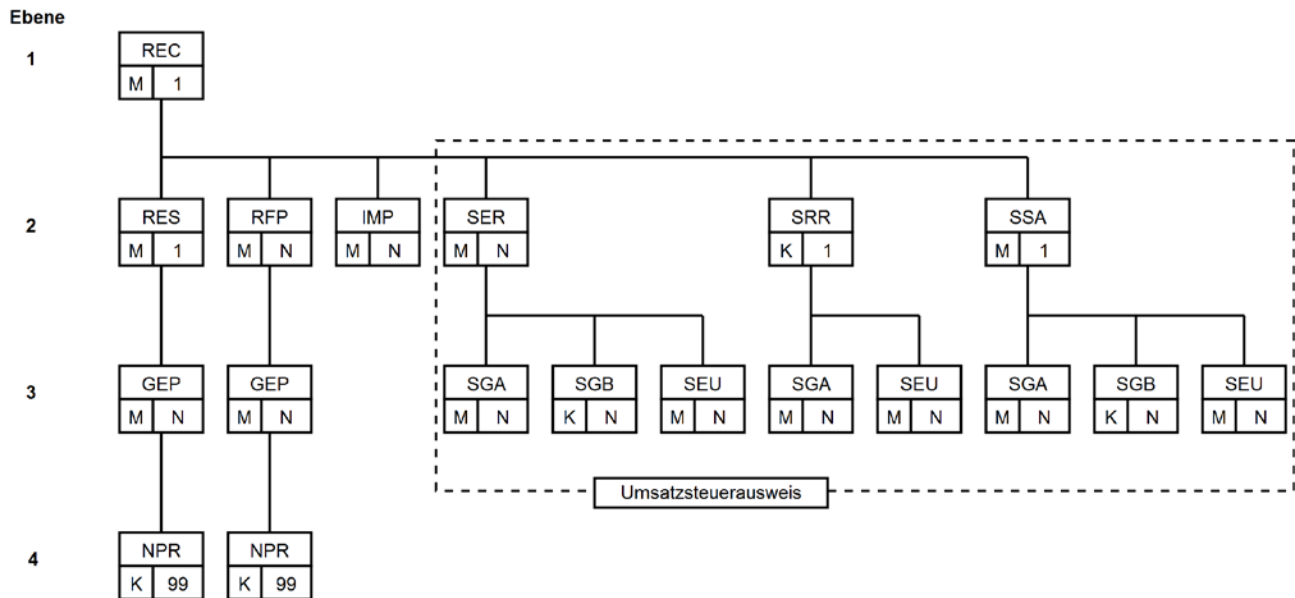 Ebene
1
REC
M 1
2
RES RFP IMP SER SRR SSA
M 1 M N M N M N K 1 M 1
3
GEP GEP SGA SGB SEU SGA SEU SGA SGB SEU
M N M N M N K N M N M N M N M N K N M N
Umsatzsteuerausweis
4
NPR NPR
K 99 K 99